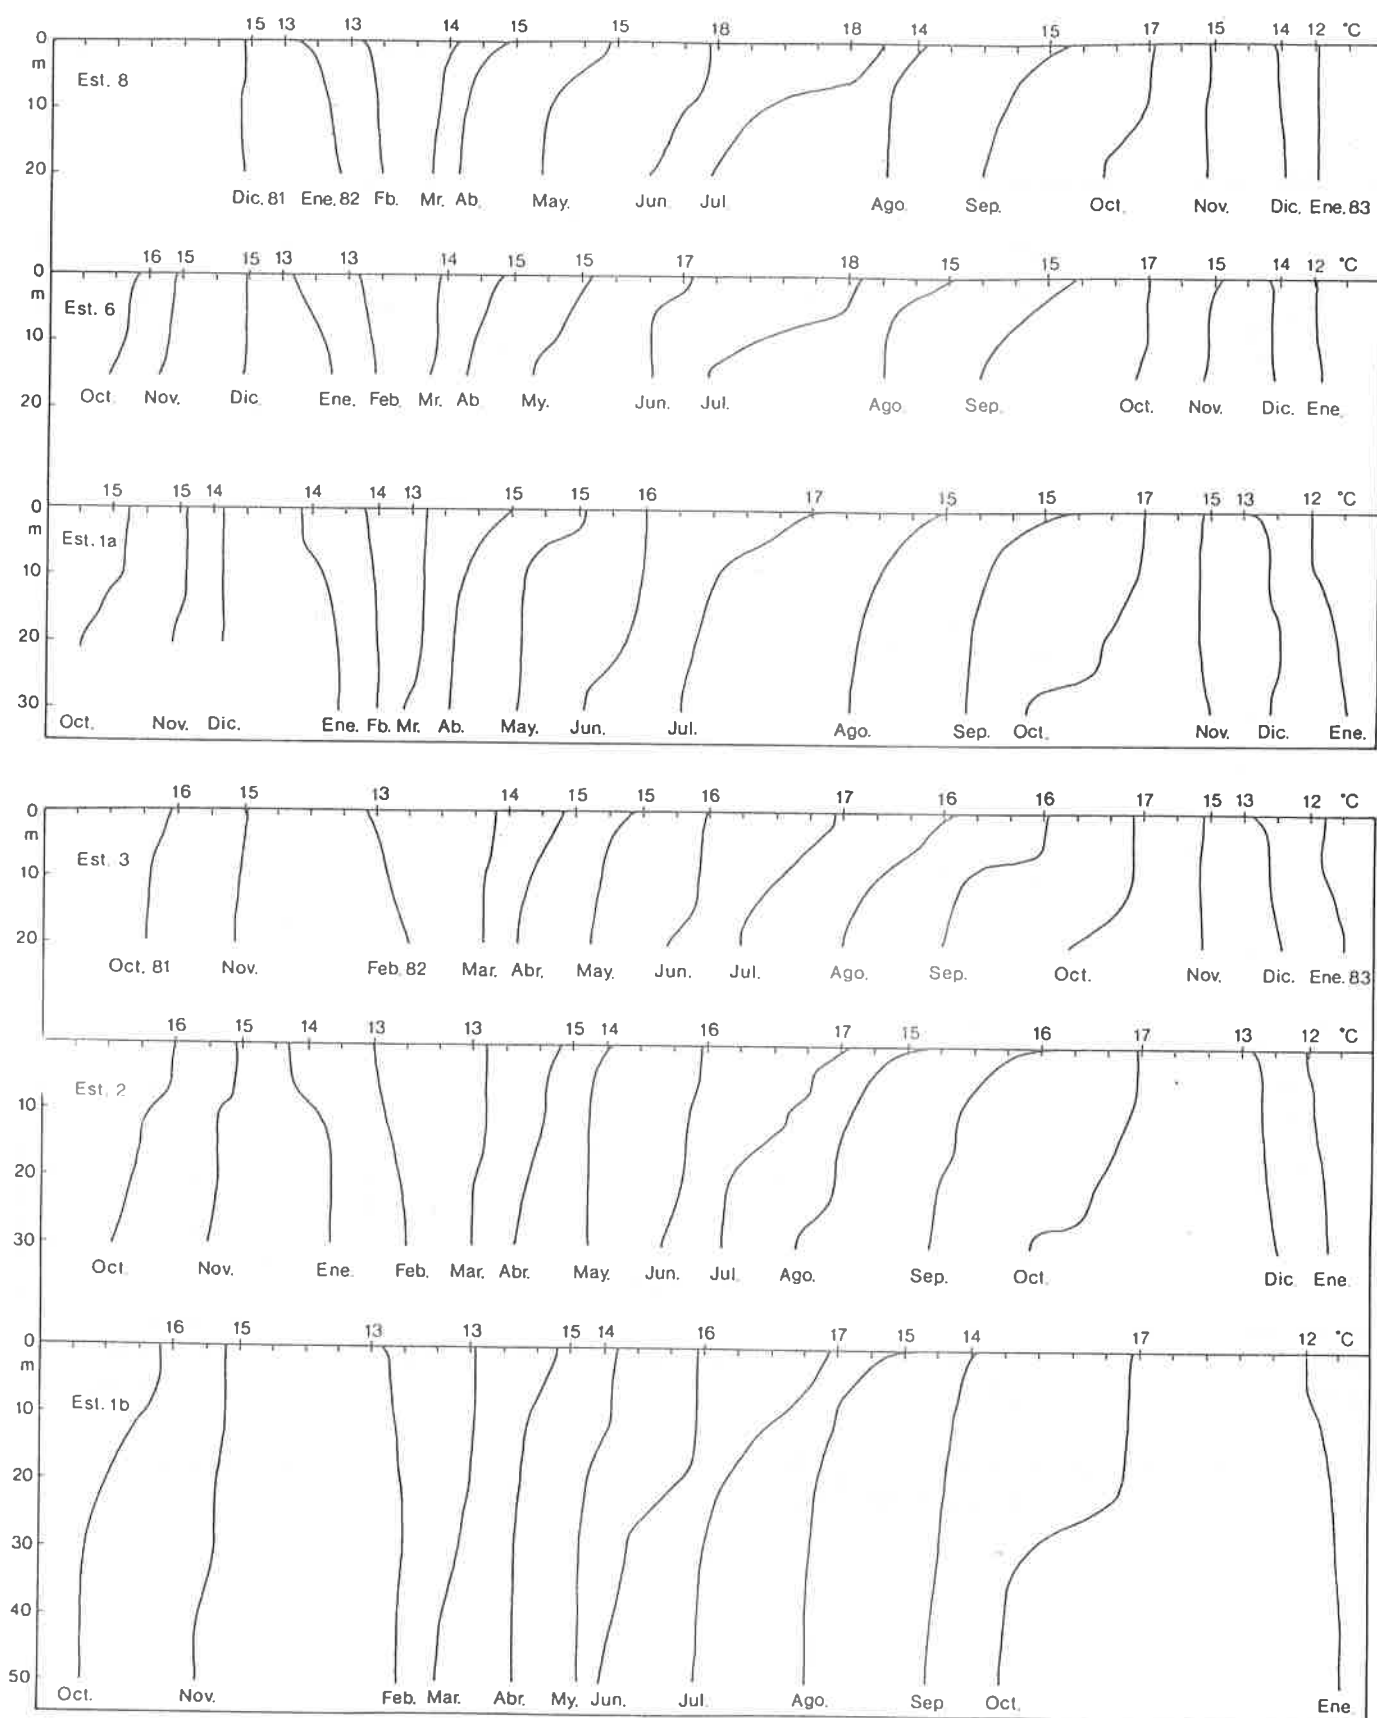 15 13 13 14 15 15 18 18 14 15 17 15 14 12 °C
0
m
Est. 8
10
20
Dic. 81 Ene. 82 Fb. Mr. Ab. May. Jun. Jul. Ago. Sep. Oct. Nov. Dic. Ene. 83
16 15 15 13 13 14 15 15 17 18 15 15 17 15 14 12 °C
0
m
Est. 6
10
Oct. Nov. Dic. Ene. Feb. Mr. Ab. My. Jun. Jul. Ago. Sep. Oct. Nov. Dic. Ene.
20
15 15 14 14 14 13 15 15 16 17 15 15 17 15 13 12 °C
0
m
Est. 1a
10
20
30
Oct. Nov. Dic. Ene. Fb. Mr. Ab. May. Jun. Jul. Ago. Sep. Oct. Nov. Dic. Ene.
16 15 13 14 15 15 16 17 16 16 17 15 13 12 °C
0
m
Est. 3
10
20
Oct. 81 Nov. Feb. 82 Mar. Abr. May. Jun. Jul. Ago. Sep. Oct. Nov. Dic. Ene. 83
16 15 14 13 13 15 14 16 17 15 16 17 13 12 °C
Est. 2
10
20
30
Oct. Nov. Ene. Feb. Mar. Abr. May. Jun. Jul. Ago. Sep. Oct. Dic. Ene.
16 15 13 13 15 14 16 17 15 14 17 12 °C
0
m
Est. 1b
10
20
30
40
50
Oct. Nov. Feb. Mar. Abr. My. Jun. Jul. Ago. Sep Oct. Ene.